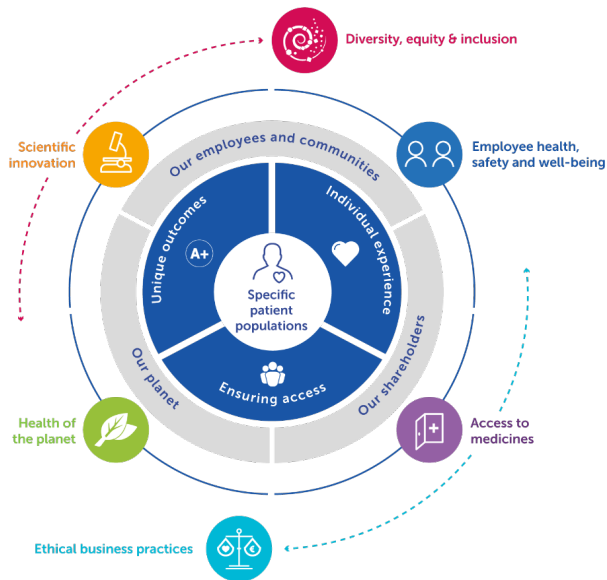 Diversity, equity & inclusion
Scientific
innovation
Employee health,
safety and well-being
Our employees and communities
Unique outcomes
A+
Individual experience
Specific
patient
populations
Ensuring access
Our planet
Our shareholders
Health of
the planet
Access to
medicines
Ethical business practices